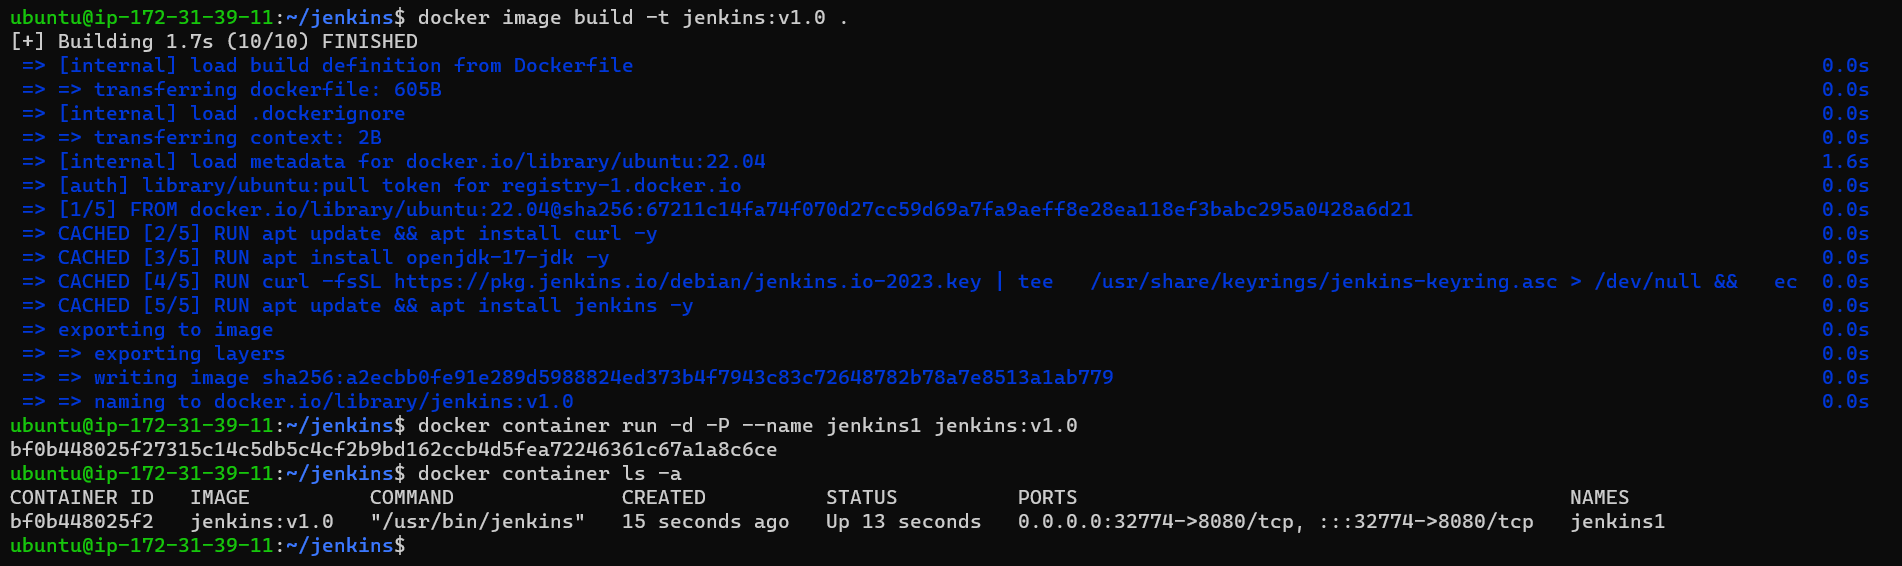 ubuntu@ip-172-31-39-11:~/jenkins$ docker image build -t jenkins:v1.0 .
[+] Building 1.7s (10/10) FINISHED
=> [internal] load build definition from Dockerfile 0.0s
=> => transferring dockerfile: 605B 0.0s
=> [internal] load .dockerignore 0.0s
=> => transferring context: 2B 0.0s
=> [internal] load metadata for docker.io/library/ubuntu:22.04 1.6s
=> [auth] library/ubuntu:pull token for registry-1.docker.io 0.0s
=> [1/5] FROM docker.io/library/ubuntu:22.04@sha256:67211c14fa74f070d27cc59d69a7fa9aeff8e28ea118ef3babc295a0428a6d21 0.0s
=> CACHED [2/5] RUN apt update && apt install curl -y 0.0s
=> CACHED [3/5] RUN apt install openjdk-17-jdk -y 0.0s
=> CACHED [4/5] RUN curl -fsSL https://pkg.jenkins.io/debian/jenkins.io-2023.key | tee   /usr/share/keyrings/jenkins-keyring.asc > /dev/null &&   ec 0.0s
=> CACHED [5/5] RUN apt update && apt install jenkins -y 0.0s
=> exporting to image 0.0s
=> => exporting layers 0.0s
=> => writing image sha256:a2ecbb0fe91e289d5988824ed373b4f7943c83c72648782b78a7e8513a1ab779 0.0s
=> => naming to docker.io/library/jenkins:v1.0 0.0s
ubuntu@ip-172-31-39-11:~/jenkins$ docker container run -d -P --name jenkins1 jenkins:v1.0
bf0b448025f27315c14c5db5c4cf2b9bd162ccb4d5fea72246361c67a1a8c6ce
ubuntu@ip-172-31-39-11:~/jenkins$ docker container ls -a
CONTAINER ID   IMAGE          COMMAND              CREATED          STATUS          PORTS                                         NAMES
bf0b448025f2   jenkins:v1.0   "/usr/bin/jenkins"   15 seconds ago   Up 13 seconds   0.0.0.0:32774->8080/tcp, :::32774->8080/tcp   jenkins1
ubuntu@ip-172-31-39-11:~/jenkins$